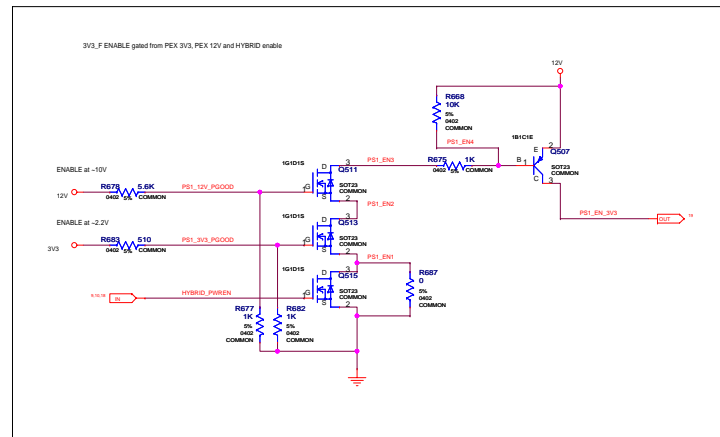 3V3_F ENABLE gated from PEX 3V3, PEX 12V and HYBRID enable
12V
R668
10K
5%
0402
COMMON
PS1_EN4
1B1C1E
Q507
E
2
B
1
C
3
SOT23
COMMON
R675
1K
0402
5%
COMMON
PS1_EN3
1G1D1S
D
3
Q511
SOT23
COMMON
1
G
S
2
ENABLE at ~10V
12V
R678
5.6K
0402
5%
COMMON
PS1_12V_PGOOD
PS1_EN2
PS1_EN_3V3
OUT
19
ENABLE at ~2.2V
3V3
R683
510
0402
5%
COMMON
PS1_3V3_PGOOD
1G1D1S
D
3
Q513
SOT23
COMMON
1
G
S
2
PS1_EN1
1G1D1S
D
3
Q515
SOT23
COMMON
1
G
S
2
R687
0
5%
0402
COMMON
IN
HYBRID_PWREN
R677
1K
5%
0402
COMMON
R682
1K
5%
0402
COMMON